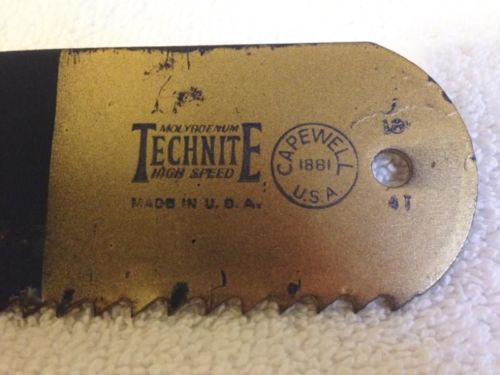 MOLYBDENUM
TECHNITE
HIGH SPEED
MADE IN U.S.A.
CAPEWELL
1881
U.S.A.
4T